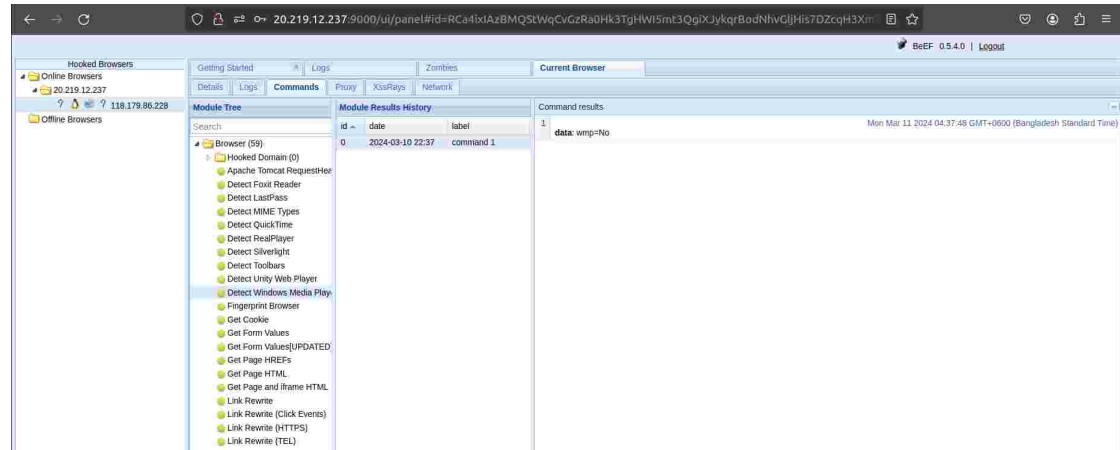 20.219.12.237:9000/ui/panel#id=RCa4ixIAzBMQStWqCvGzRa0Hk3TgHWI5mt3QgiXJykqrBodNhvGljHis7DZcqH3Xm
BeEF 0.5.4.0 | Logout
Hooked Browsers
Online Browsers
20.219.12.237
? ? 118.179.86.228
Offline Browsers
Getting Started Logs Zombies Current Browser
Details Logs Commands Proxy XssRays Network
Module Tree
Search
Browser (59)
Hooked Domain (0)
Apache Tomcat RequestHea
Detect Foxit Reader
Detect LastPass
Detect MIME Types
Detect QuickTime
Detect RealPlayer
Detect Silverlight
Detect Toolbars
Detect Unity Web Player
Detect Windows Media Play
Fingerprint Browser
Get Cookie
Get Form Values
Get Form Values[UPDATED]
Get Page HREFs
Get Page HTML
Get Page and iframe HTML
Link Rewrite
Link Rewrite (Click Events)
Link Rewrite (HTTPS)
Link Rewrite (TEL)
Module Results History
id date label
0 2024-03-10 22:37 command 1
Command results
1 Mon Mar 11 2024 04:37:48 GMT+0600 (Bangladesh Standard Time)
data: wmp=No